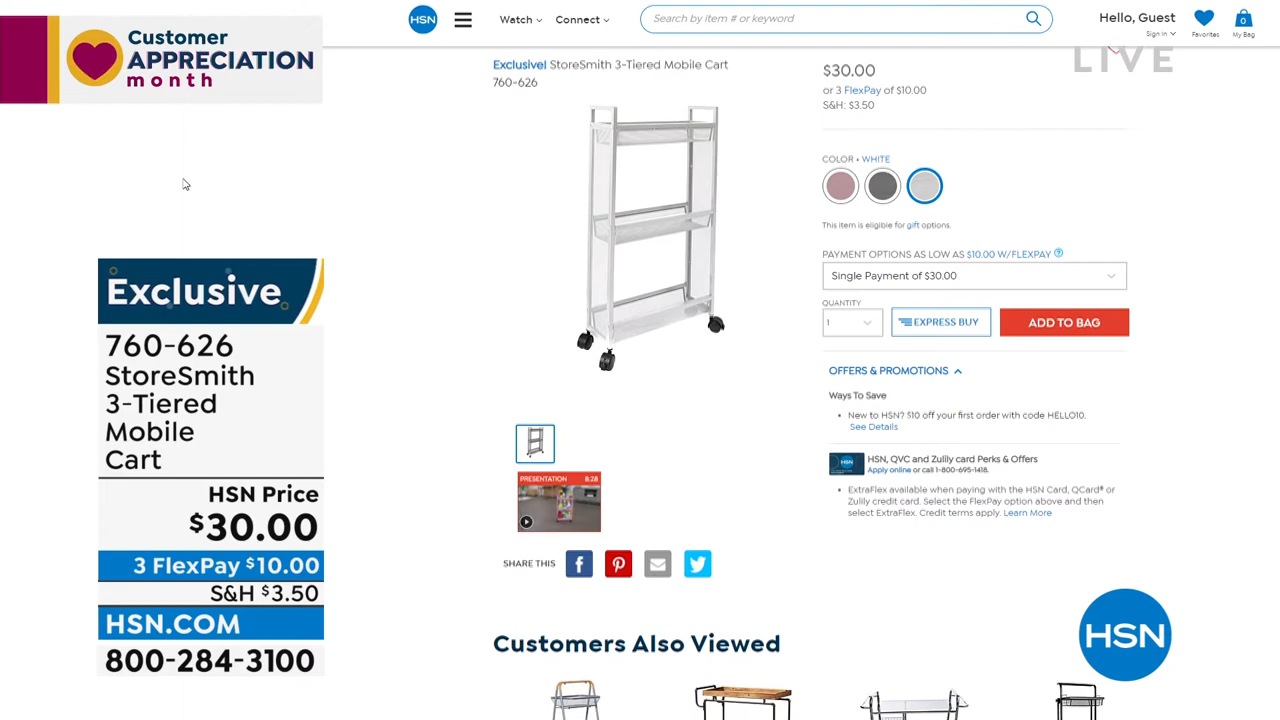 Customer
APPRECIATION
month
HSN
Watch
Connect
Search by item # or keyword
Hello, Guest
Sign In
Favorites
0
My Bag
LIVE
Exclusive! StoreSmith 3-Tiered Mobile Cart
760-626
$30.00
or 3 FlexPay of $10.00
S&H: $3.50
COLOR • WHITE
This item is eligible for gift options.
PAYMENT OPTIONS AS LOW AS $10.00 W/FLEXPAY ?
Single Payment of $30.00
QUANTITY
1
EXPRESS BUY
ADD TO BAG
OFFERS & PROMOTIONS
Ways To Save
• New to HSN? $10 off your first order with code HELLO10.
See Details
HSN
HSN, QVC and Zulily card Perks & Offers
Apply online or call 1-800-695-1418.
• ExtraFlex available when paying with the HSN Card, QCard® or
Zulily credit card. Select the FlexPay option above and then
select ExtraFlex. Credit terms apply. Learn More
PRESENTATION 8:28
SHARE THIS
Customers Also Viewed
Exclusive
760-626
StoreSmith
3-Tiered
Mobile
Cart
HSN Price
$30.00
3 FlexPay $10.00
S&H $3.50
HSN.COM
800-284-3100
HSN